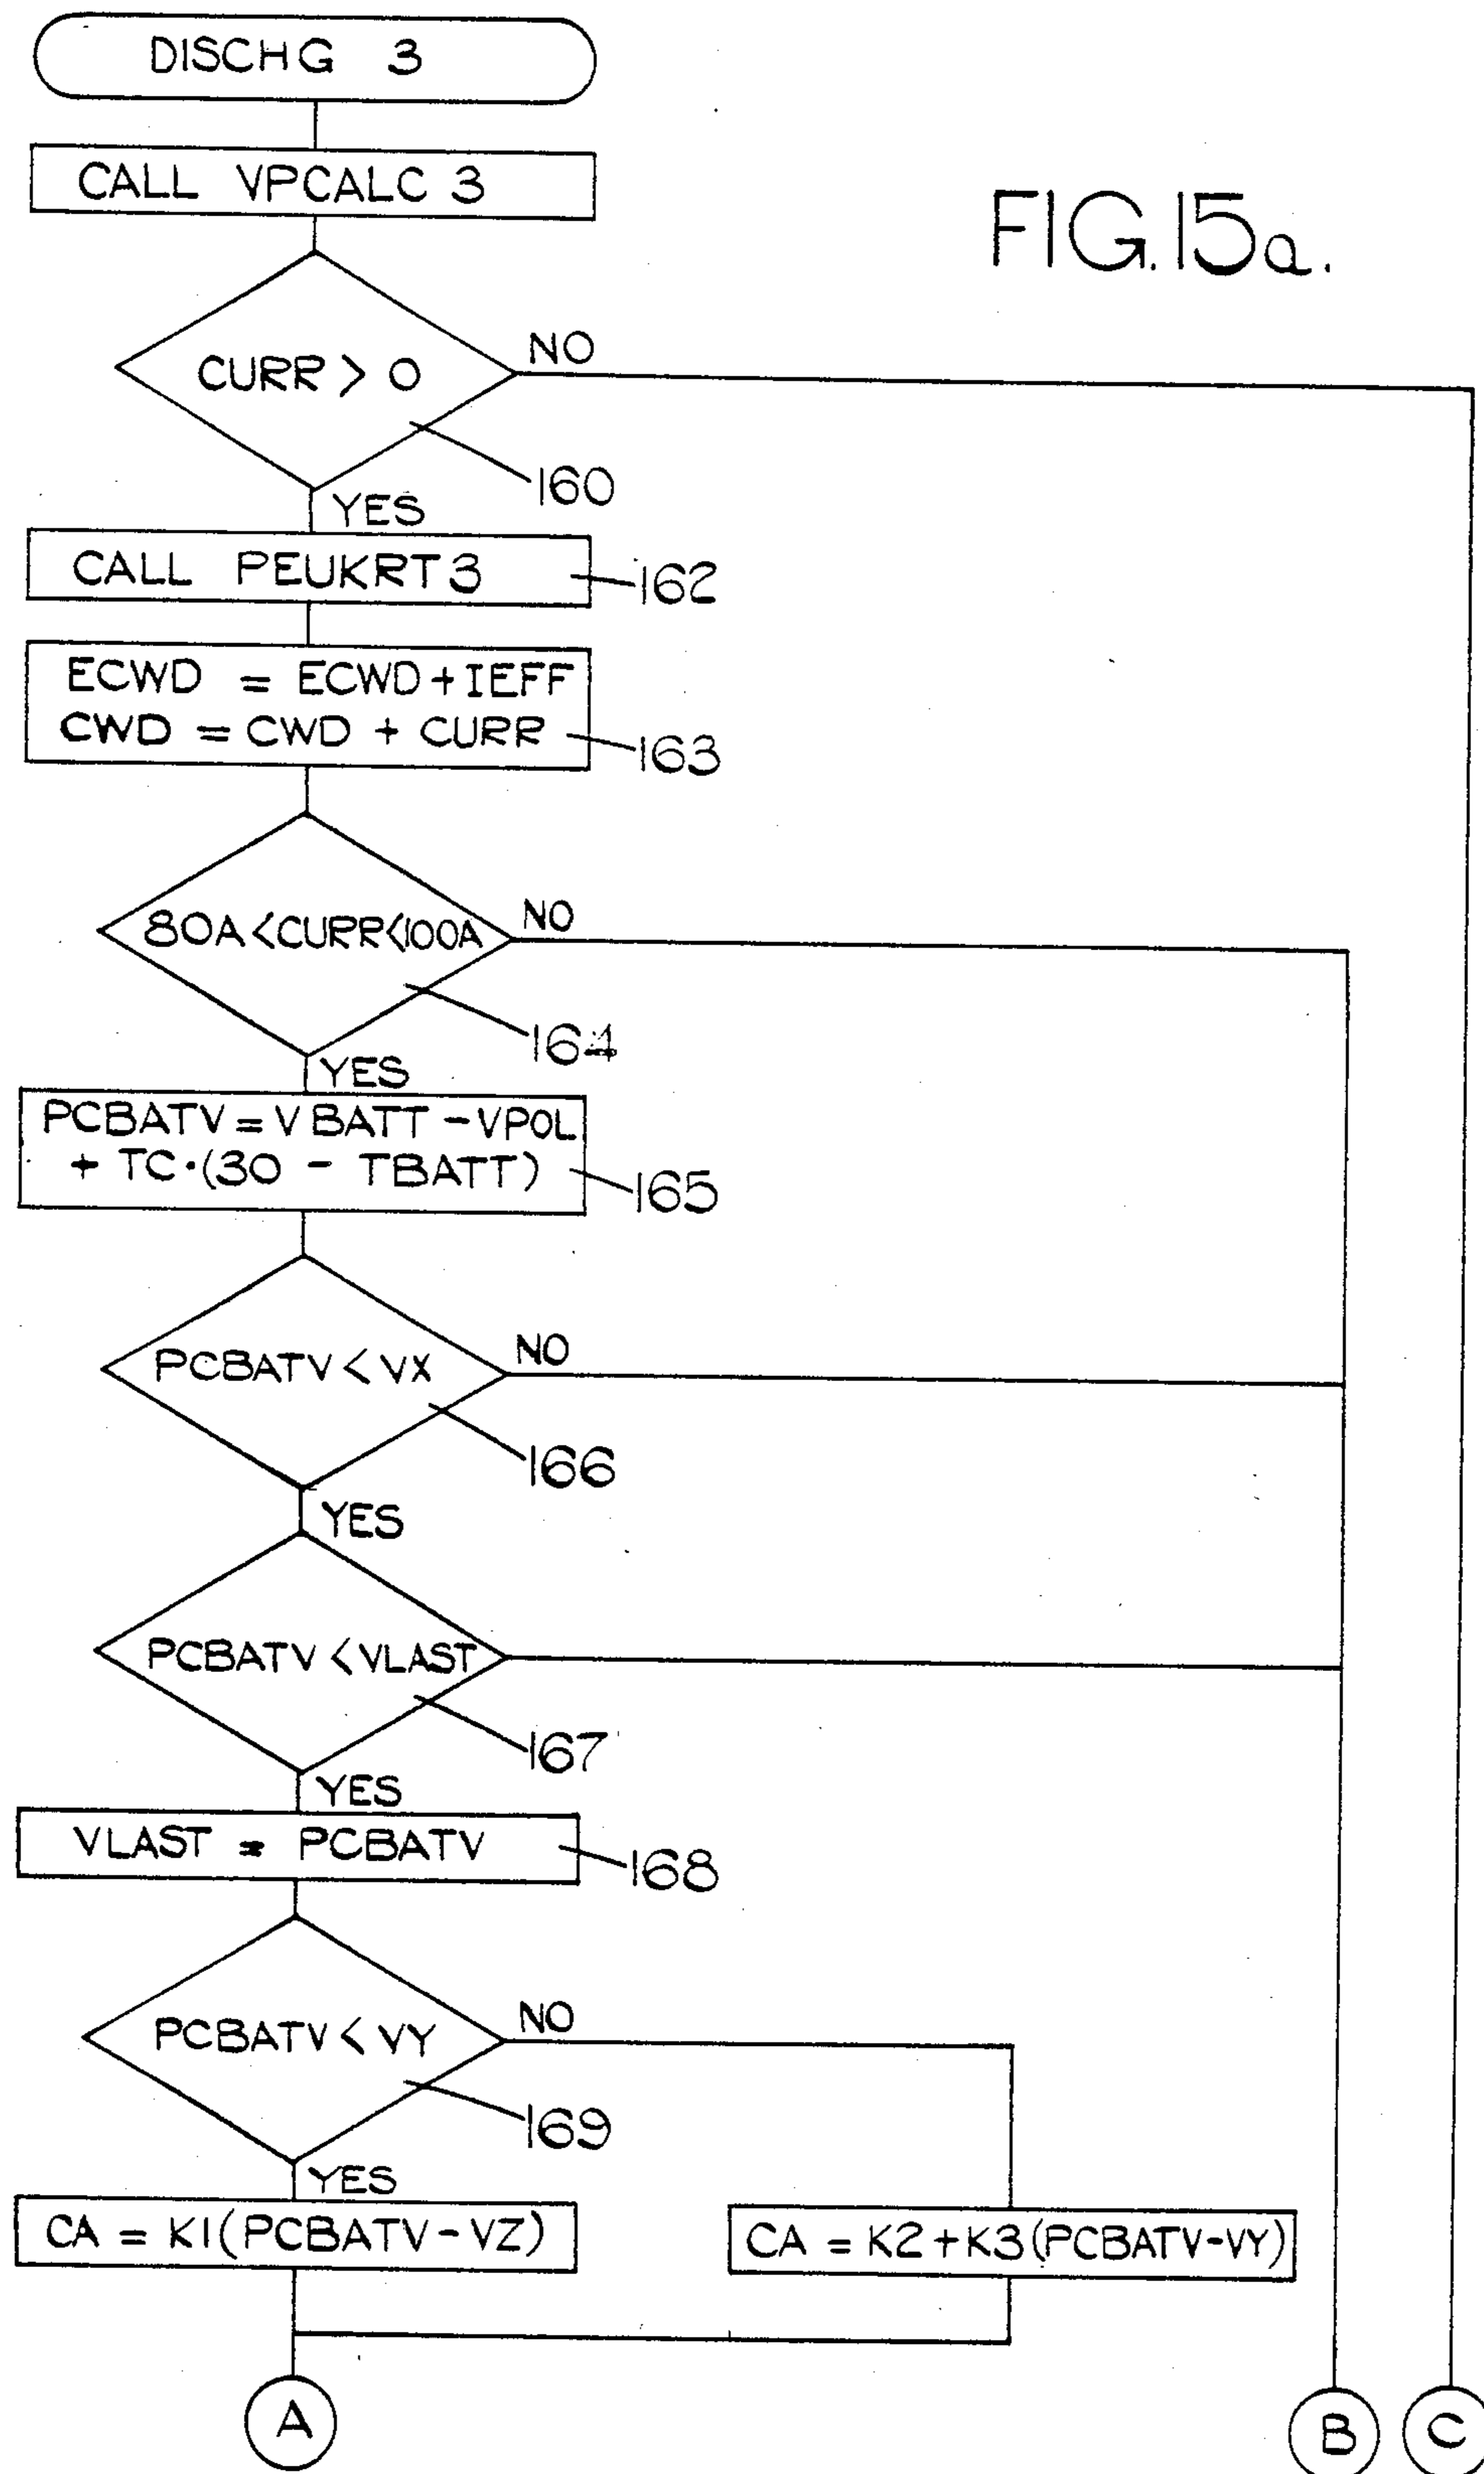 DISCHG 3
CALL VPCALC 3
FIG. 15a.
CURR > 0
NO
160
YES
CALL PEUKRT3
162
ECWD = ECWD + IEFF
CWD = CWD + CURR
163
80A < CURR < 100A
NO
164
YES
PCBATV = VBATT - VPOL
+ TC·(30 - TBATT)
165
PCBATV < VX
NO
166
YES
PCBATV < VLAST
167
YES
VLAST = PCBATV
168
PCBATV < VY
NO
169
YES
CA = K1(PCBATV - VZ)
CA = K2 + K3(PCBATV-VY)
A
B
C